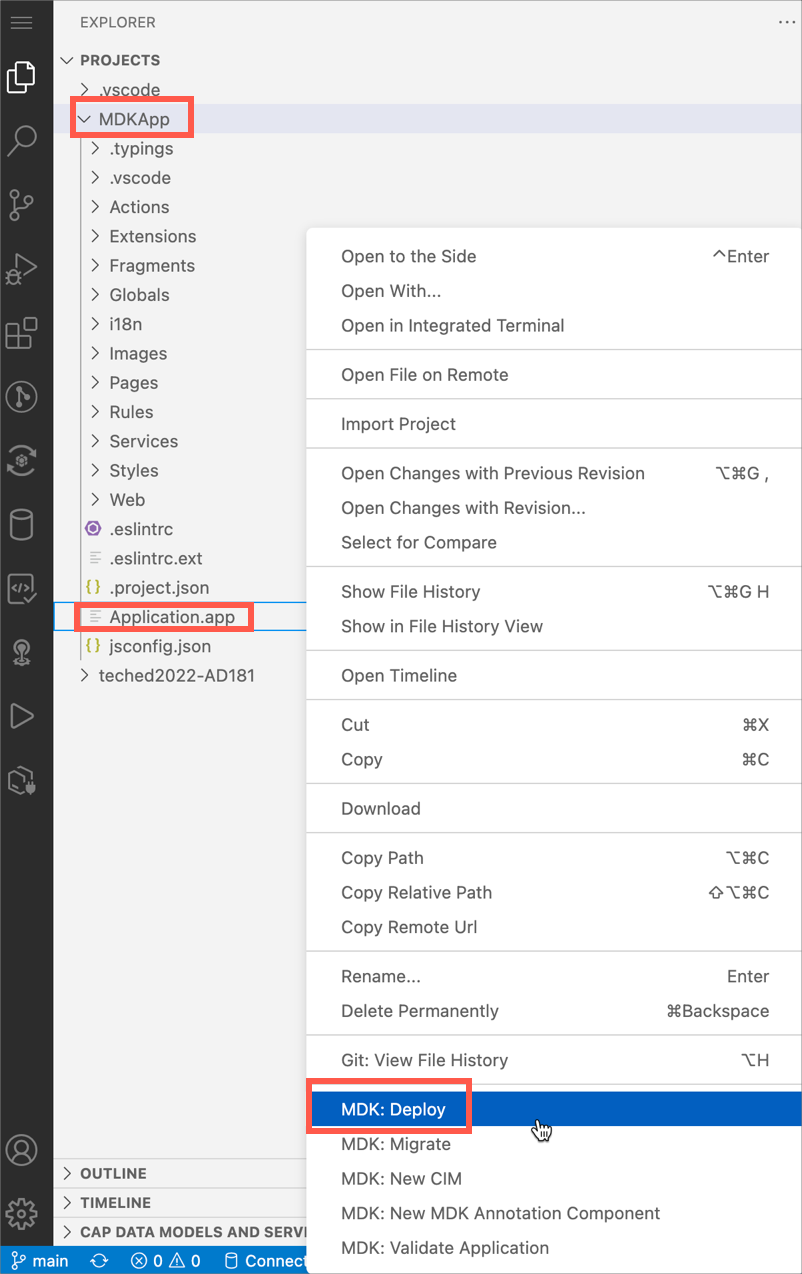 EXPLORER
PROJECTS
.vscode
MDKApp
.typings
.vscode
Actions
Extensions
Fragments
Globals
i18n
Images
Pages
Rules
Services
Styles
Web
.eslintrc
.eslintrc.ext
{} .project.json
Application.app
{} jsconfig.json
teched2022-AD181
Open to the Side ^Enter
Open With...
Open in Integrated Terminal
Open File on Remote
Import Project
Open Changes with Previous Revision ⌥⌘G ,
Open Changes with Revision...
Select for Compare
Show File History ⌥⌘G H
Show in File History View
Open Timeline
Cut ⌘X
Copy ⌘C
Download
Copy Path ⌥⌘C
Copy Relative Path ⇧⌥⌘C
Copy Remote Url
Rename... Enter
Delete Permanently ⌘Backspace
Git: View File History ⌥H
MDK: Deploy
MDK: Migrate
MDK: New CIM
MDK: New MDK Annotation Component
MDK: Validate Application
OUTLINE
TIMELINE
CAP DATA MODELS AND SERVI
main 0 0 Connect